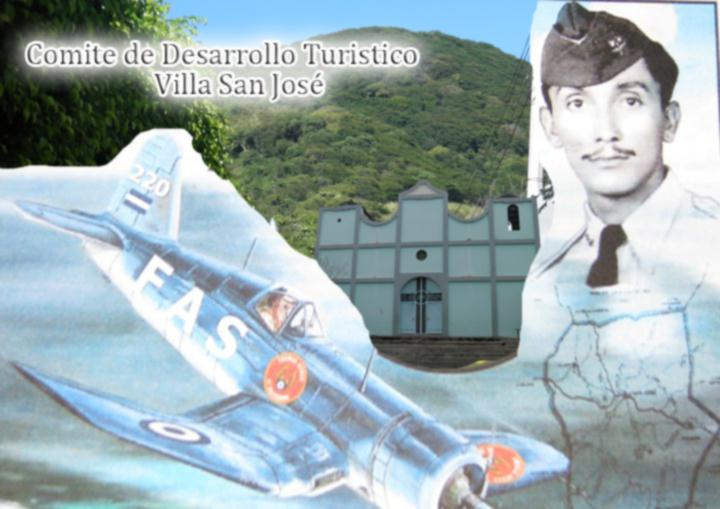 Comite de Desarrollo Turistico
Villa San José
220
FAS